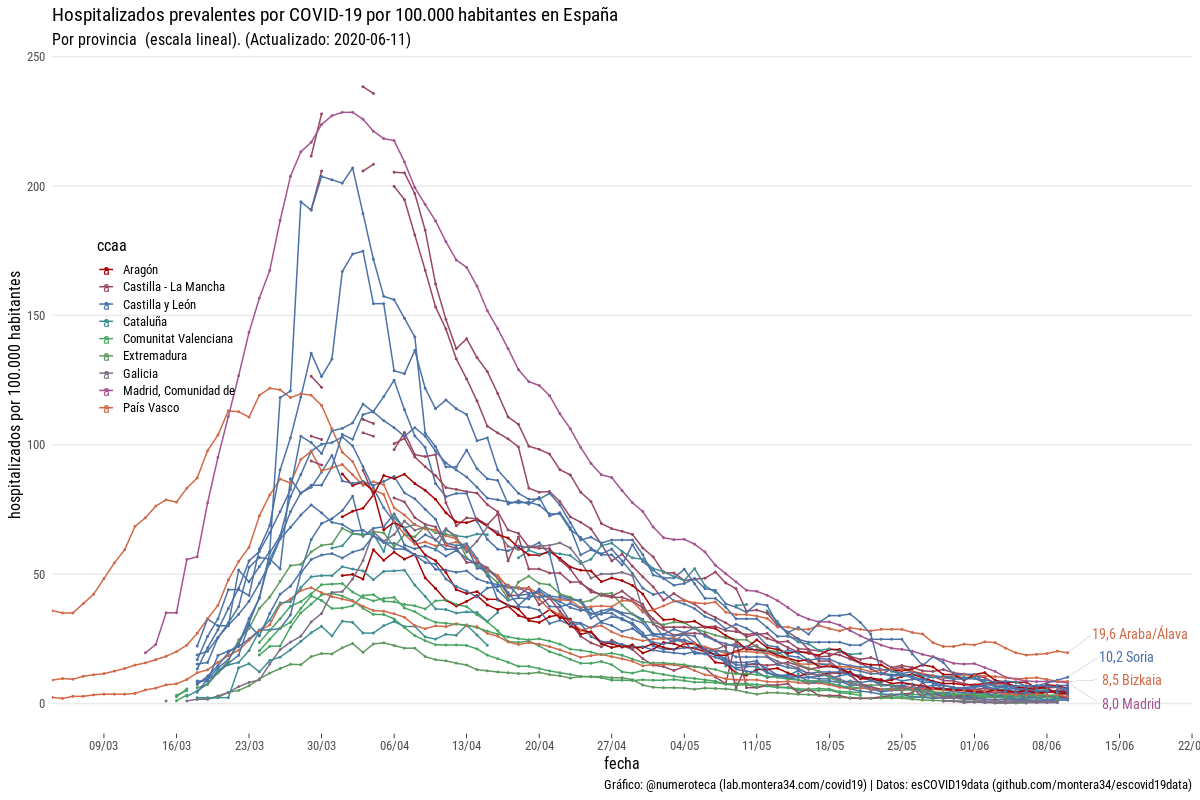 Hospitalizados prevalentes por COVID-19 por 100.000 habitantes en España
Por provincia (escala lineal). (Actualizado: 2020-06-11)
hospitalizados por 100.000 habitantes
250
200
150
100
50
0
ccaa
Aragón
Castilla - La Mancha
Castilla y León
Cataluña
Comunitat Valenciana
Extremadura
Galicia
Madrid, Comunidad de
País Vasco
19,6 Araba/Álava
10,2 Soria
8,5 Bizkaia
8,0 Madrid
09/03 16/03 23/03 30/03 06/04 13/04 20/04 27/04 04/05 11/05 18/05 25/05 01/06 08/06 15/06 22/0
fecha
Gráfico: @numeroteca (lab.montera34.com/covid19) | Datos: esCOVID19data (github.com/montera34/escovid19data)